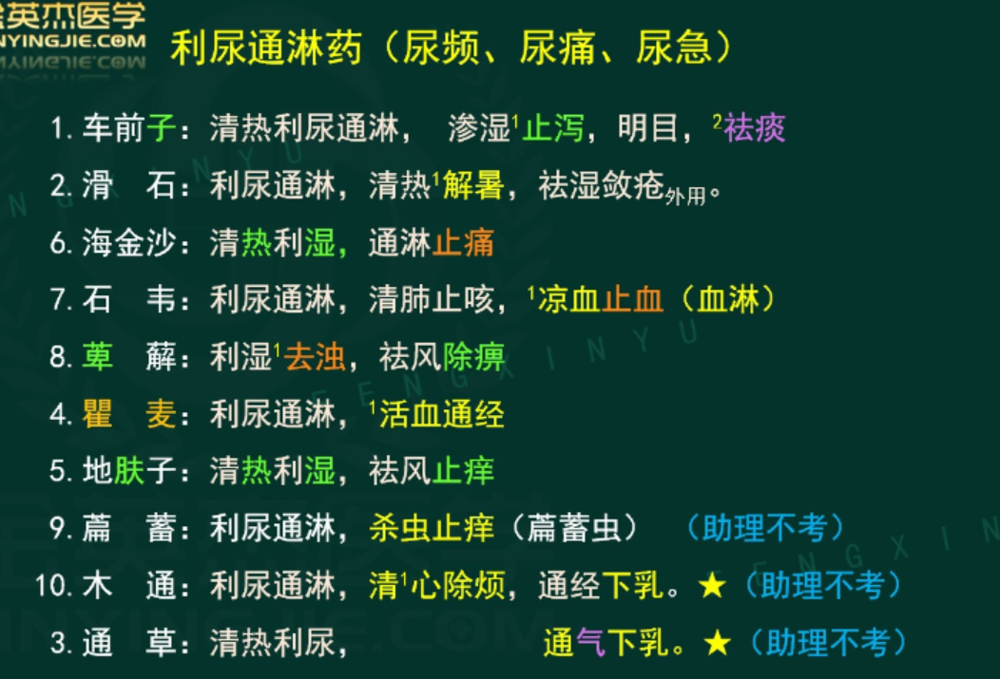 金英杰医学
NYINGJIE.COM
利尿通淋药（尿频、尿痛、尿急）
1. 车前子：清热利尿通淋， 渗湿¹止泻，明目，²祛痰
2. 滑 石：利尿通淋，清热¹解暑，祛湿敛疮外用。
6. 海金沙：清热利湿，通淋止痛
7. 石 韦：利尿通淋，清肺止咳，¹凉血止血（血淋）
8. 萆 薢：利湿¹去浊，祛风除痹
4. 瞿 麦：利尿通淋，¹活血通经
5. 地肤子：清热利湿，祛风止痒
9. 萹 蓄：利尿通淋，杀虫止痒（萹蓄虫） （助理不考）
10. 木 通：利尿通淋，清¹心除烦，通经下乳。★（助理不考）
3. 通 草：清热利尿， 通气下乳。★（助理不考）
FENGXINYU